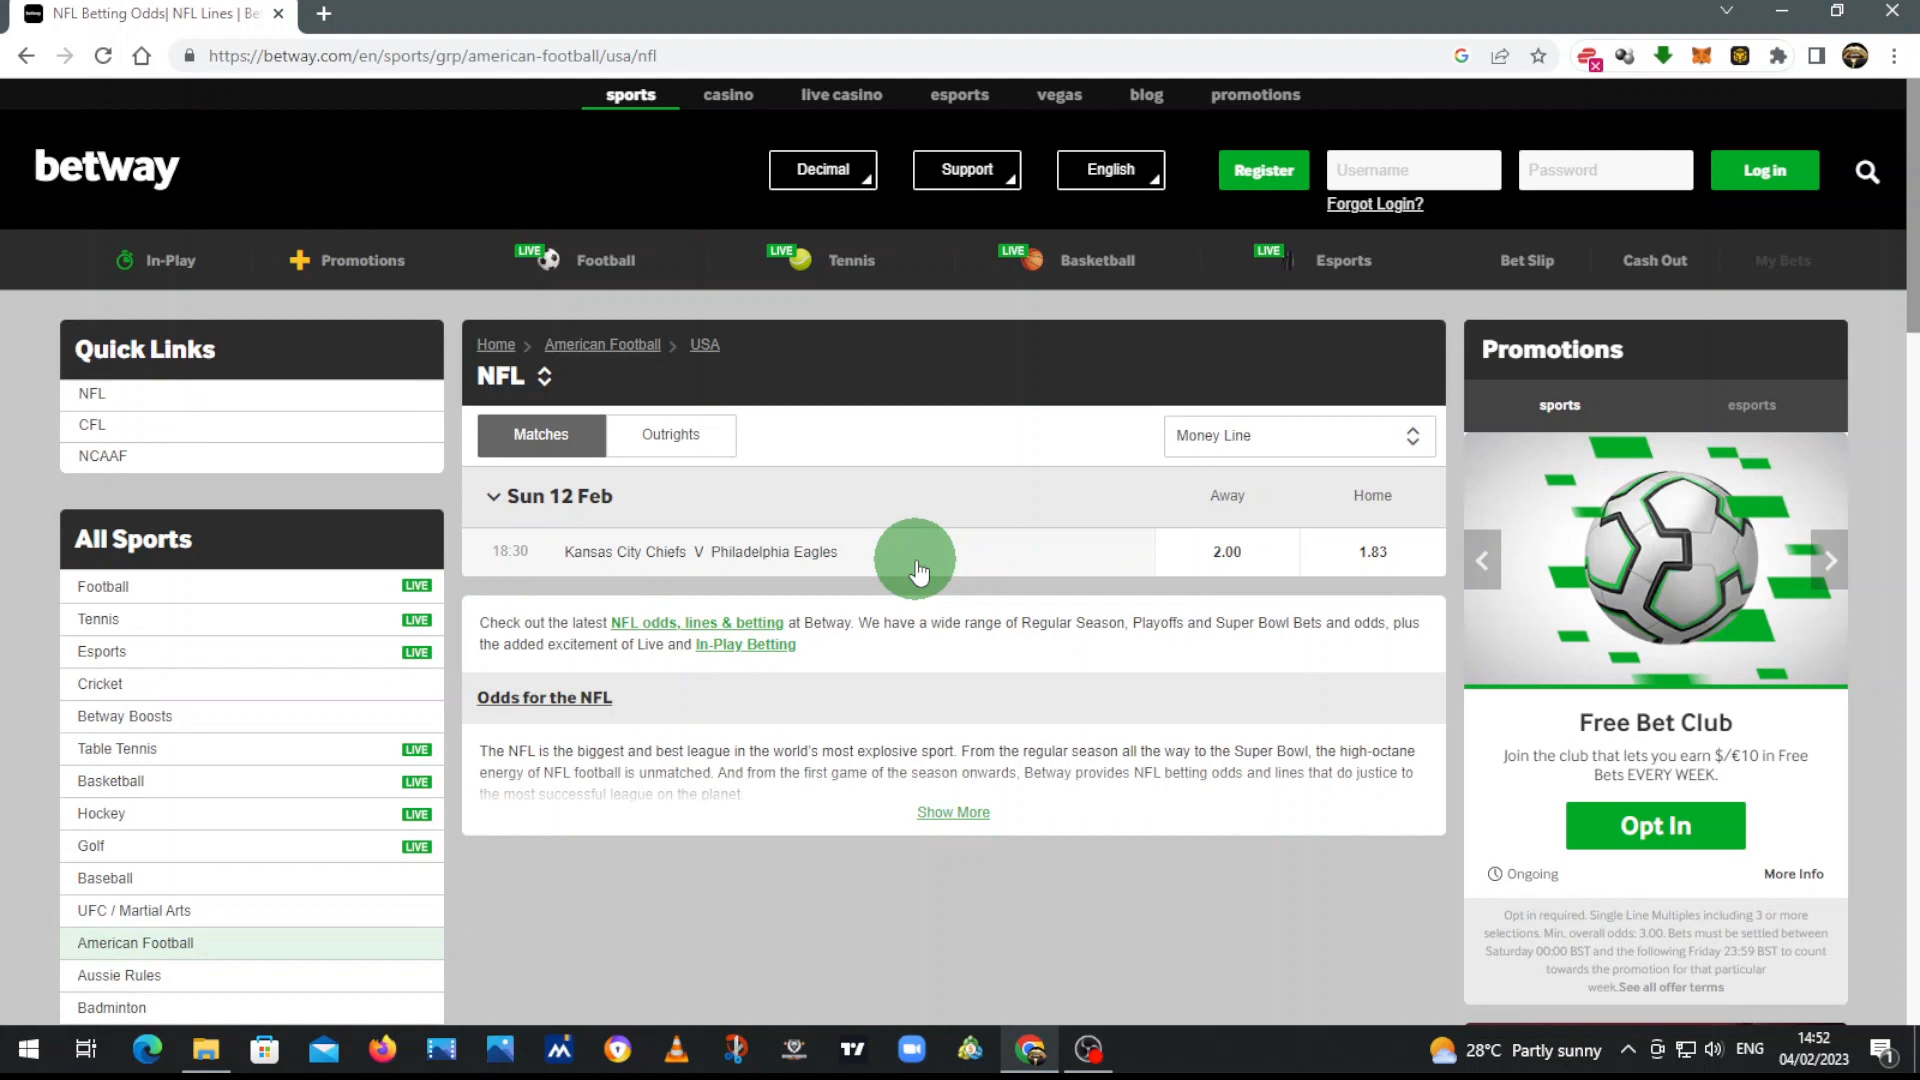 NFL Betting Odds| NFL Lines | Be
https://betway.com/en/sports/grp/american-football/usa/nfl
sports casino live casino esports vegas blog promotions
betway
Decimal Support English Register Username Password Log in
Forgot Login?
In-Play Promotions LIVE Football LIVE Tennis LIVE Basketball LIVE Esports Bet Slip Cash Out My Bets
Quick Links
NFL
CFL
NCAAF
All Sports
Football LIVE
Tennis LIVE
Esports LIVE
Cricket
Betway Boosts
Table Tennis LIVE
Basketball LIVE
Hockey LIVE
Golf LIVE
Baseball
UFC / Martial Arts
American Football
Aussie Rules
Badminton
Home > American Football > USA
NFL
Matches Outrights Money Line
Sun 12 Feb Away Home
18:30 Kansas City Chiefs V Philadelphia Eagles 2.00 1.83
Check out the latest NFL odds, lines & betting at Betway. We have a wide range of Regular Season, Playoffs and Super Bowl Bets and odds, plus
the added excitement of Live and In-Play Betting
Odds for the NFL
The NFL is the biggest and best league in the world's most explosive sport. From the regular season all the way to the Super Bowl, the high-octane
energy of NFL football is unmatched. And from the first game of the season onwards, Betway provides NFL betting odds and lines that do justice to
the most successful league on the planet
Show More
Promotions
sports esports
Free Bet Club
Join the club that lets you earn $/€10 in Free
Bets EVERY WEEK.
Opt In
Ongoing More Info
Opt in required. Single Line Multiples including 3 or more
selections. Min. overall odds: 3.00. Bets must be settled between
Saturday 00:00 BST and the following Friday 23:59 BST to count
towards the promotion for that particular
week.See all offer terms
28°C Partly sunny ENG
14:52
04/02/2023
1